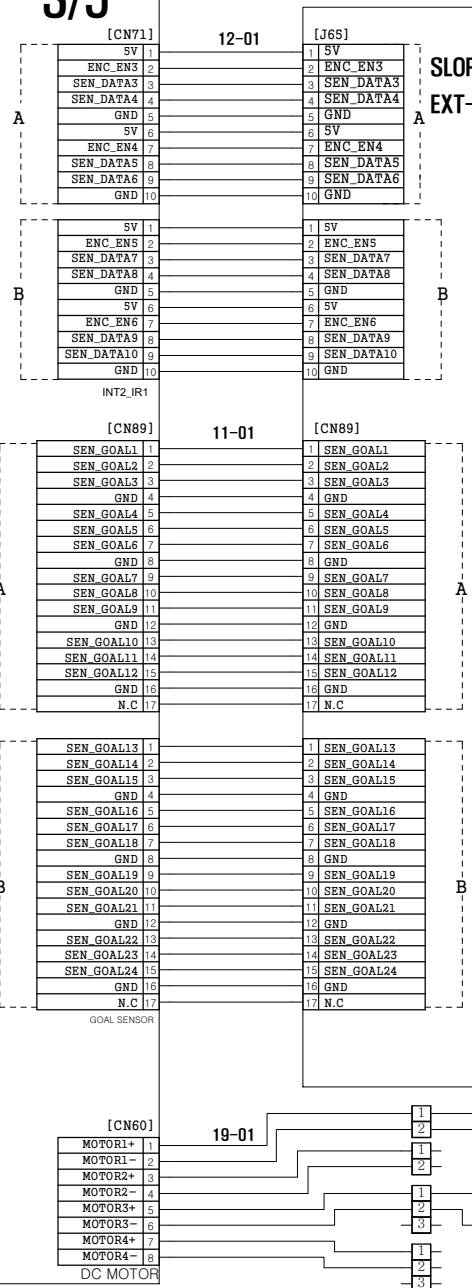 [CN71] 12-01 [J65]
5V 1 1 5V
ENC_EN3 2 2 ENC_EN3
SEN_DATA3 3 3 SEN_DATA3
SEN_DATA4 4 4 SEN_DATA4
A GND 5 5 GND A
5V 6 6 5V
ENC_EN4 7 7 ENC_EN4
SEN_DATA5 8 8 SEN_DATA5
SEN_DATA6 9 9 SEN_DATA6
GND 10 10 GND
5V 1 1 5V
ENC_EN5 2 2 ENC_EN5
SEN_DATA7 3 3 SEN_DATA7
SEN_DATA8 4 4 SEN_DATA8
B GND 5 5 GND B
5V 6 6 5V
ENC_EN6 7 7 ENC_EN6
SEN_DATA9 8 8 SEN_DATA9
SEN_DATA10 9 9 SEN_DATA10
GND 10 10 GND
INT2_IR1
[CN89] 11-01 [CN89]
SEN_GOAL1 1 1 SEN_GOAL1
SEN_GOAL2 2 2 SEN_GOAL2
SEN_GOAL3 3 3 SEN_GOAL3
GND 4 4 GND
SEN_GOAL4 5 5 SEN_GOAL4
SEN_GOAL5 6 6 SEN_GOAL5
SEN_GOAL6 7 7 SEN_GOAL6
GND 8 8 GND
SEN_GOAL7 9 9 SEN_GOAL7
A SEN_GOAL8 10 10 SEN_GOAL8 A
SEN_GOAL9 11 11 SEN_GOAL9
GND 12 12 GND
SEN_GOAL10 13 13 SEN_GOAL10
SEN_GOAL11 14 14 SEN_GOAL11
SEN_GOAL12 15 15 SEN_GOAL12
GND 16 16 GND
N.C 17 17 N.C
SEN_GOAL13 1 1 SEN_GOAL13
SEN_GOAL14 2 2 SEN_GOAL14
SEN_GOAL15 3 3 SEN_GOAL15
GND 4 4 GND
SEN_GOAL16 5 5 SEN_GOAL16
SEN_GOAL17 6 6 SEN_GOAL17
SEN_GOAL18 7 7 SEN_GOAL18
GND 8 8 GND
SEN_GOAL19 9 9 SEN_GOAL19
B SEN_GOAL20 10 10 SEN_GOAL20 B
SEN_GOAL21 11 11 SEN_GOAL21
GND 12 12 GND
SEN_GOAL22 13 13 SEN_GOAL22
SEN_GOAL23 14 14 SEN_GOAL23
SEN_GOAL24 15 15 SEN_GOAL24
GND 16 16 GND
N.C 17 17 N.C
GOAL SENSOR
[CN60] 19-01
MOTOR1+ 1
MOTOR1- 2
MOTOR2+ 3
MOTOR2- 4
MOTOR3+ 5
MOTOR3- 6
MOTOR4+ 7
MOTOR4- 8
DC MOTOR
1
2
1
2
1
2
3
1
2
3